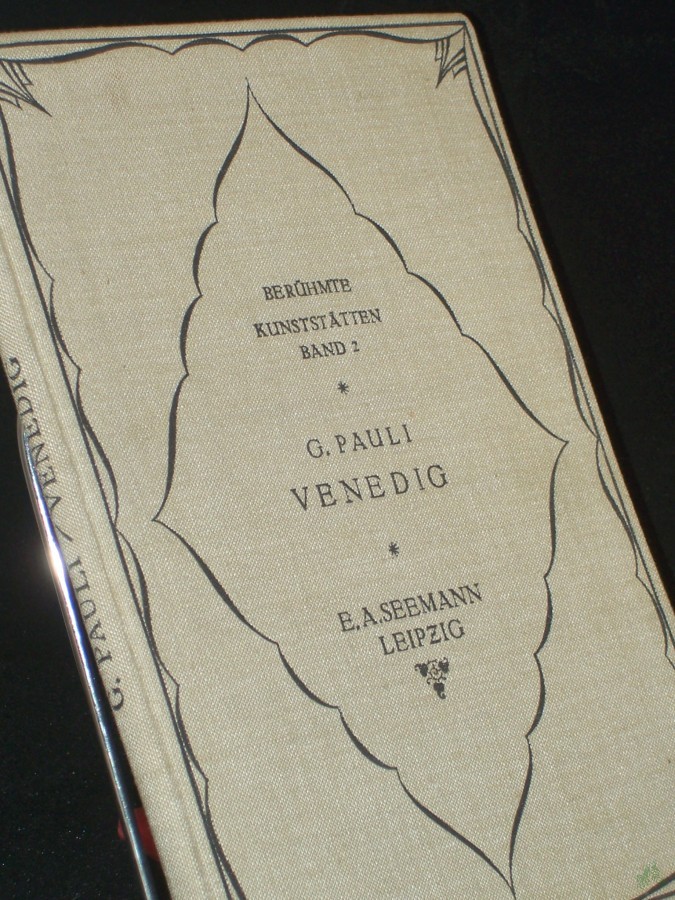 BERÜHMTE
KUNSTSTÄTTEN
BAND 2
*
G. PAULI
VENEDIG
*
E.A.SEEMANN
LEIPZIG
G. PAULI / VENEDIG